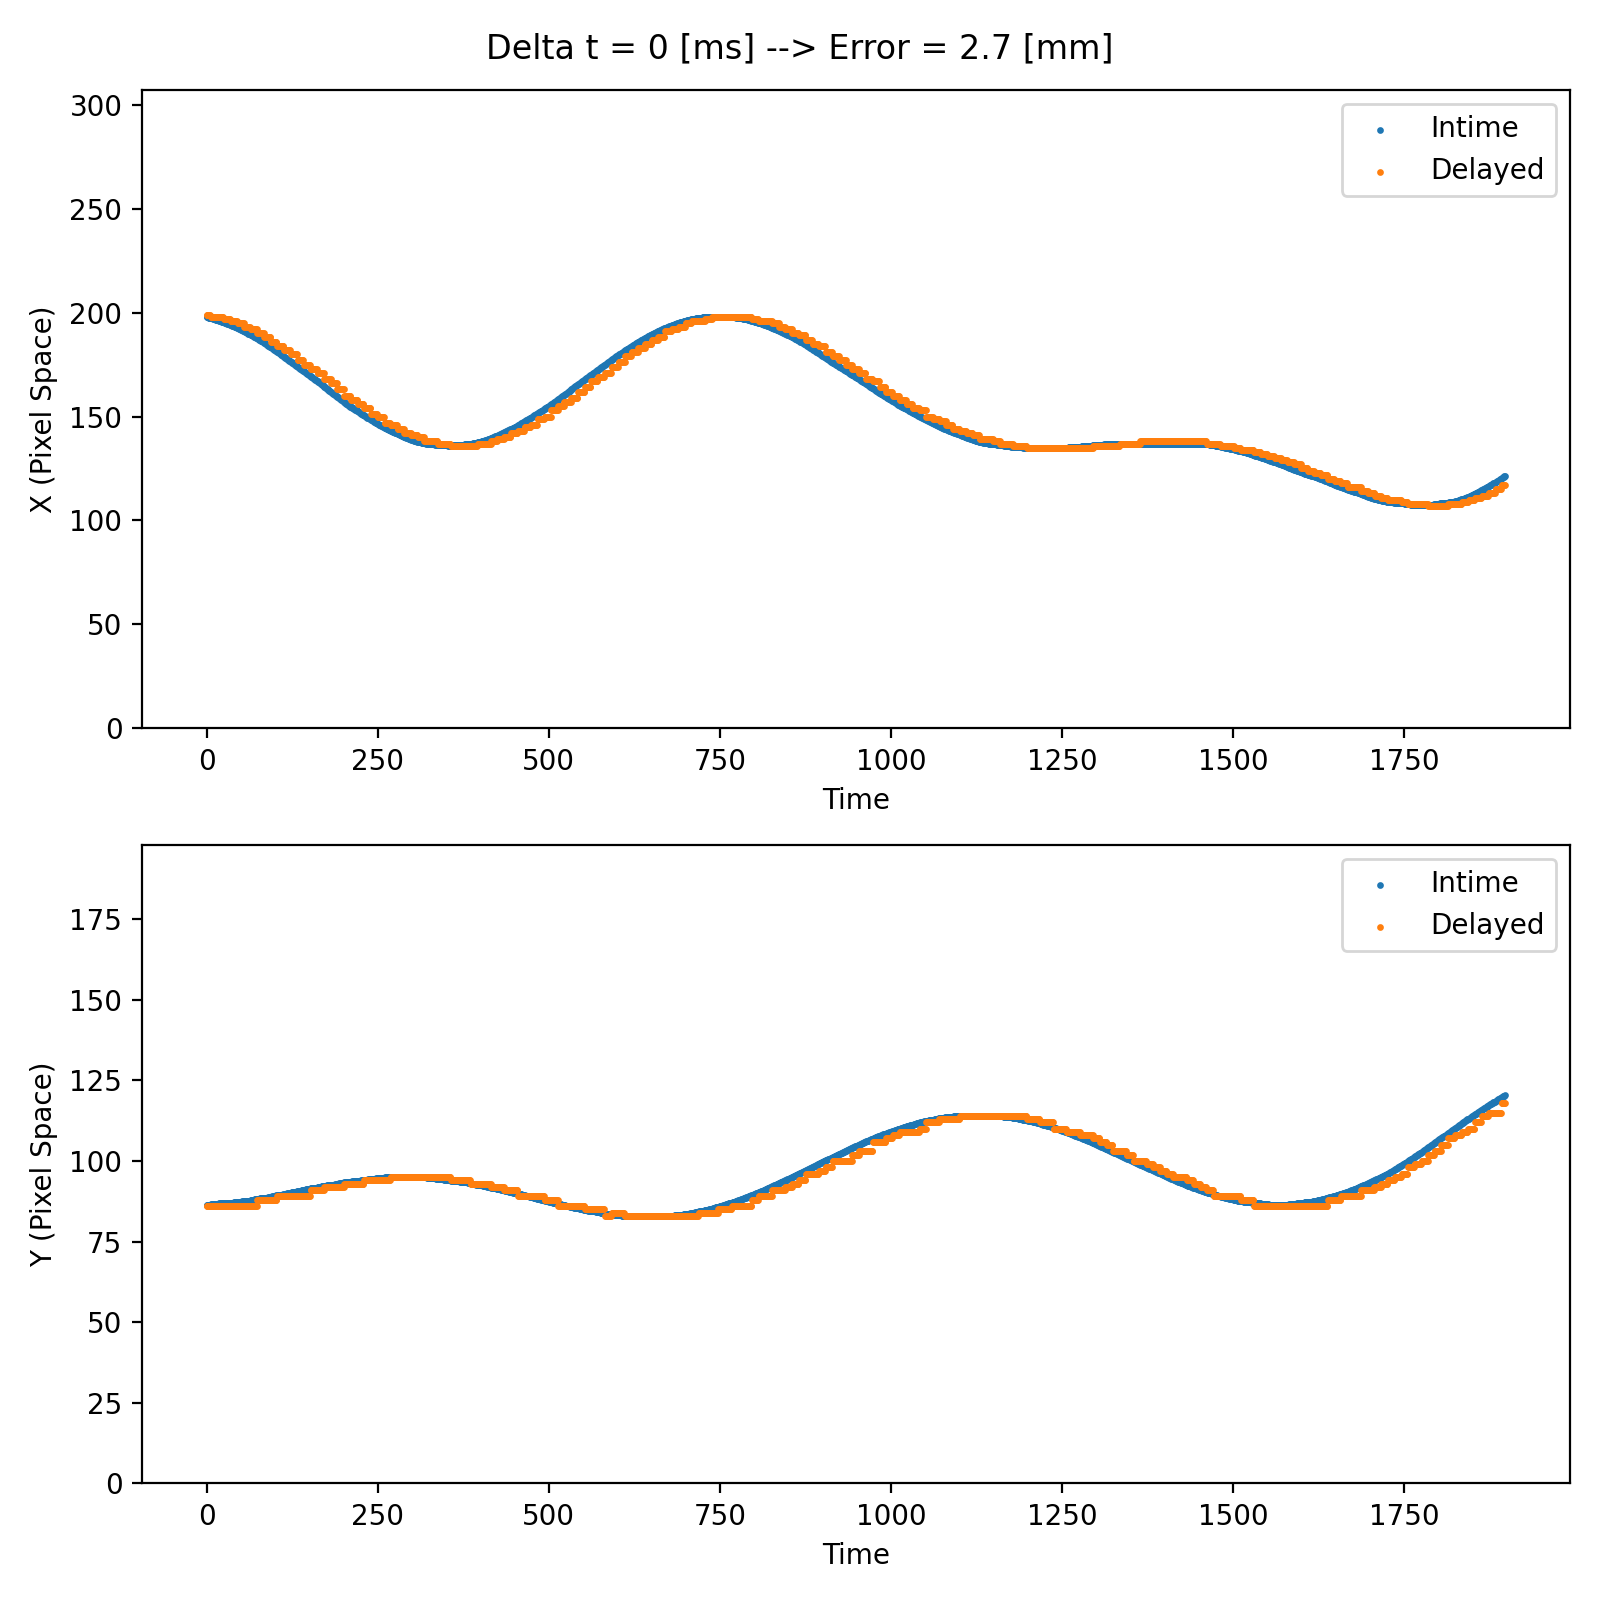 Delta t = 0 [ms] --> Error = 2.7 [mm]
300
250
200
150
100
50
0
X (Pixel Space)
Intime
Delayed
0 250 500 750 1000 1250 1500 1750
Time
175
150
125
100
75
50
25
0
Y (Pixel Space)
Intime
Delayed
0 250 500 750 1000 1250 1500 1750
Time